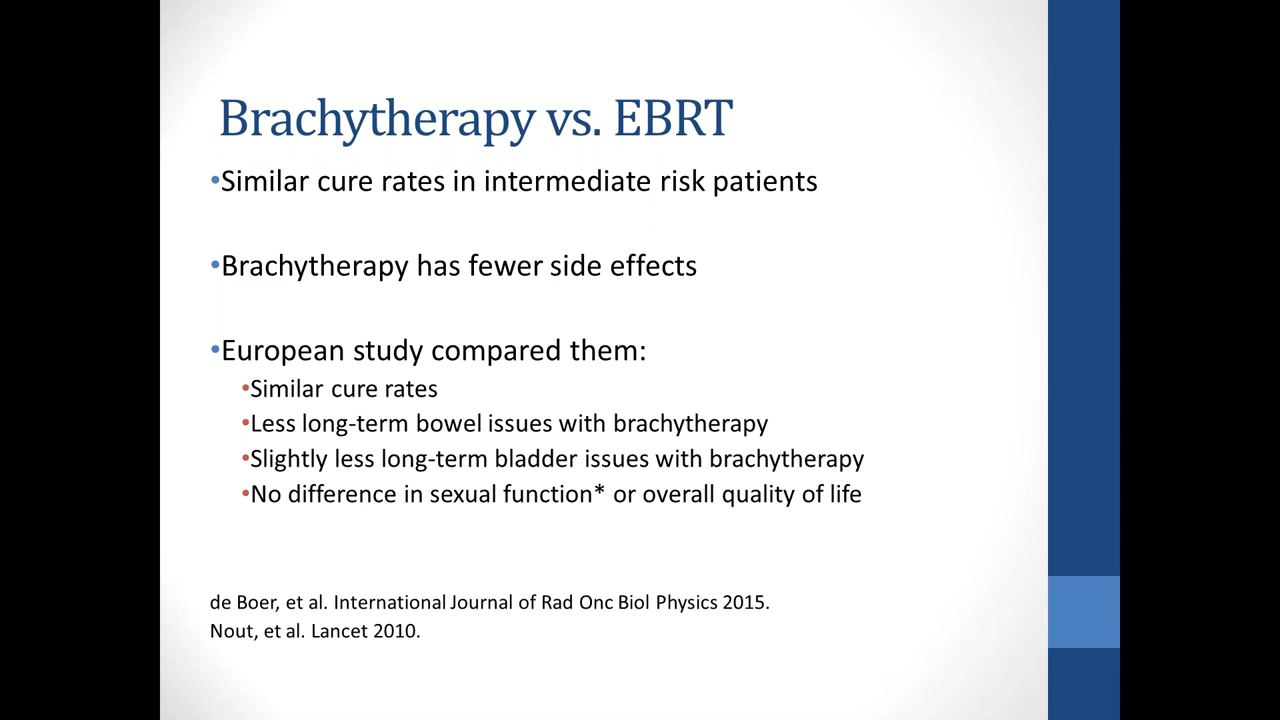 Brachytherapy vs. EBRT
•Similar cure rates in intermediate risk patients
•Brachytherapy has fewer side effects
•European study compared them:
•Similar cure rates
•Less long-term bowel issues with brachytherapy
•Slightly less long-term bladder issues with brachytherapy
•No difference in sexual function* or overall quality of life
de Boer, et al. International Journal of Rad Onc Biol Physics 2015.
Nout, et al. Lancet 2010.